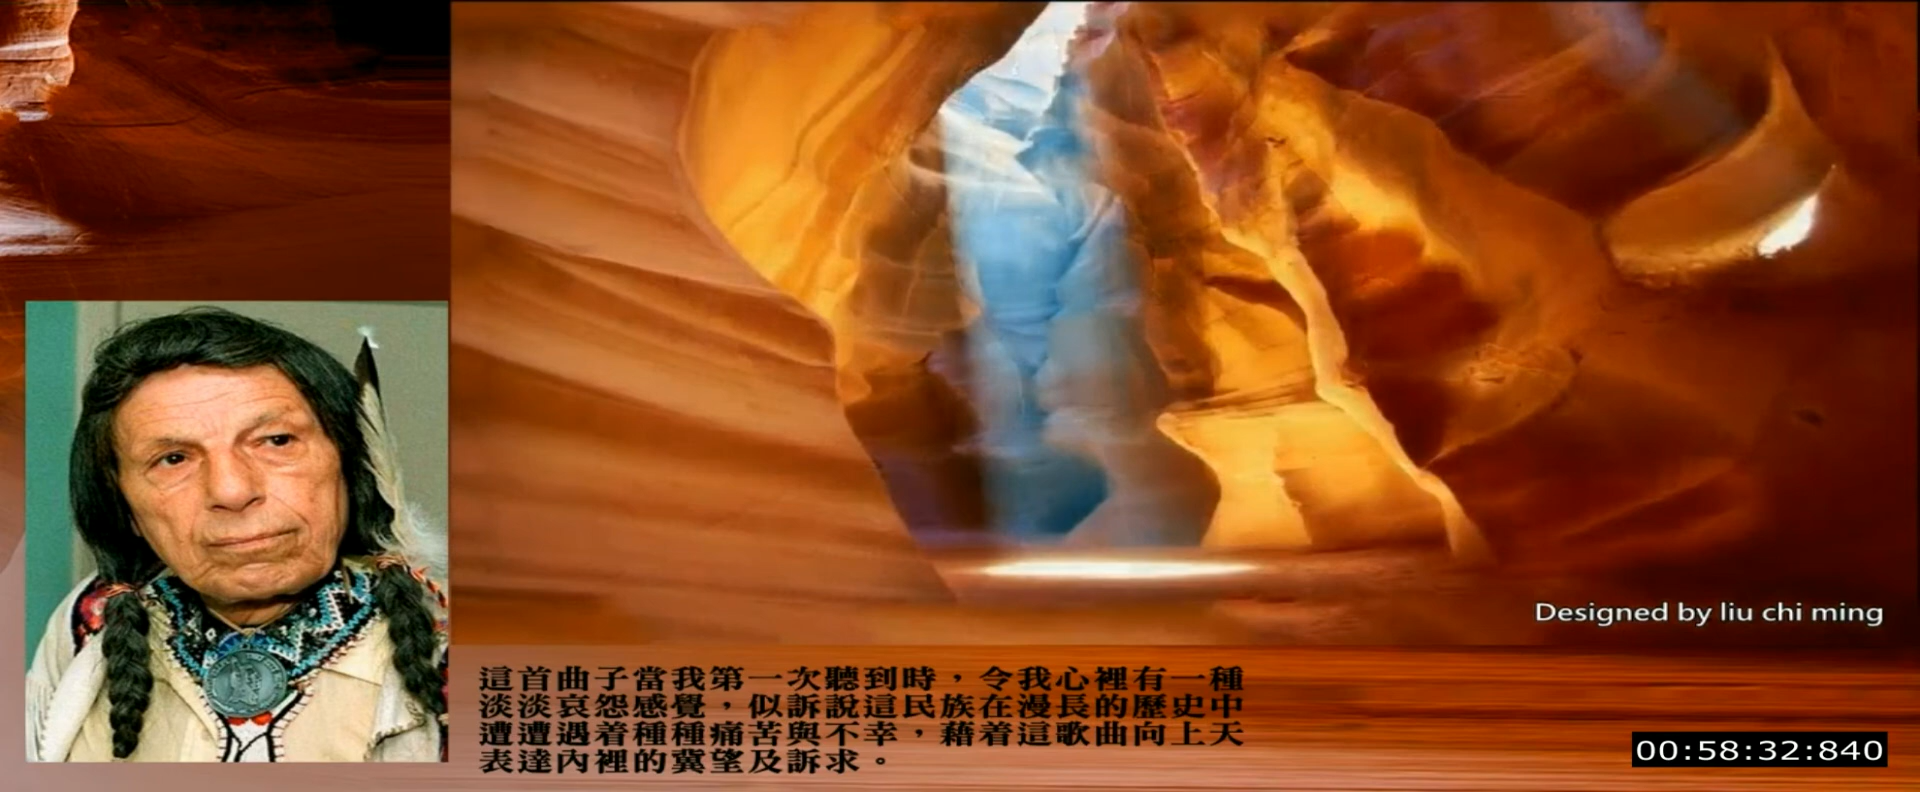 Designed by liu chi ming
這首曲子當我第一次聽到時，令我心裡有一種
淡淡哀怨感覺，似訴說這民族在漫長的歷史中
遭遭遇着種種痛苦與不幸，藉着這歌曲向上天
表達內裡的冀望及訴求。
00:58:32:840